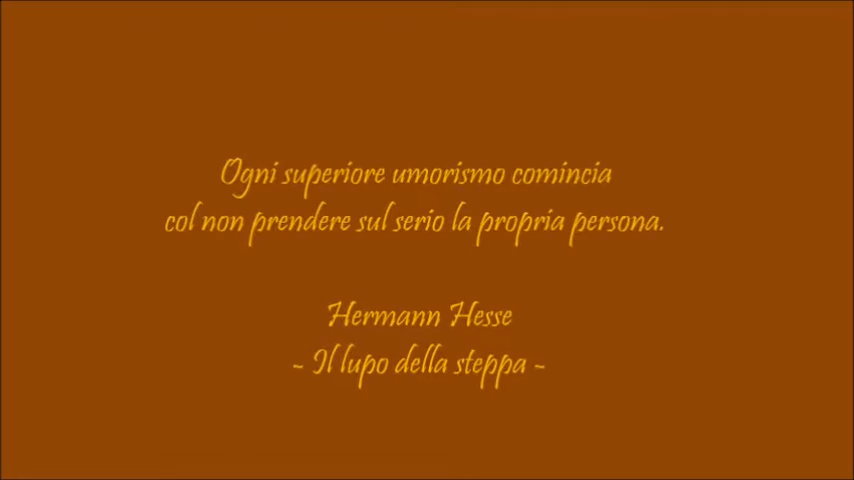 Ogni superiore umorismo comincia
col non prendere sul serio la propria persona.
Hermann Hesse
~ Il lupo della steppa ~